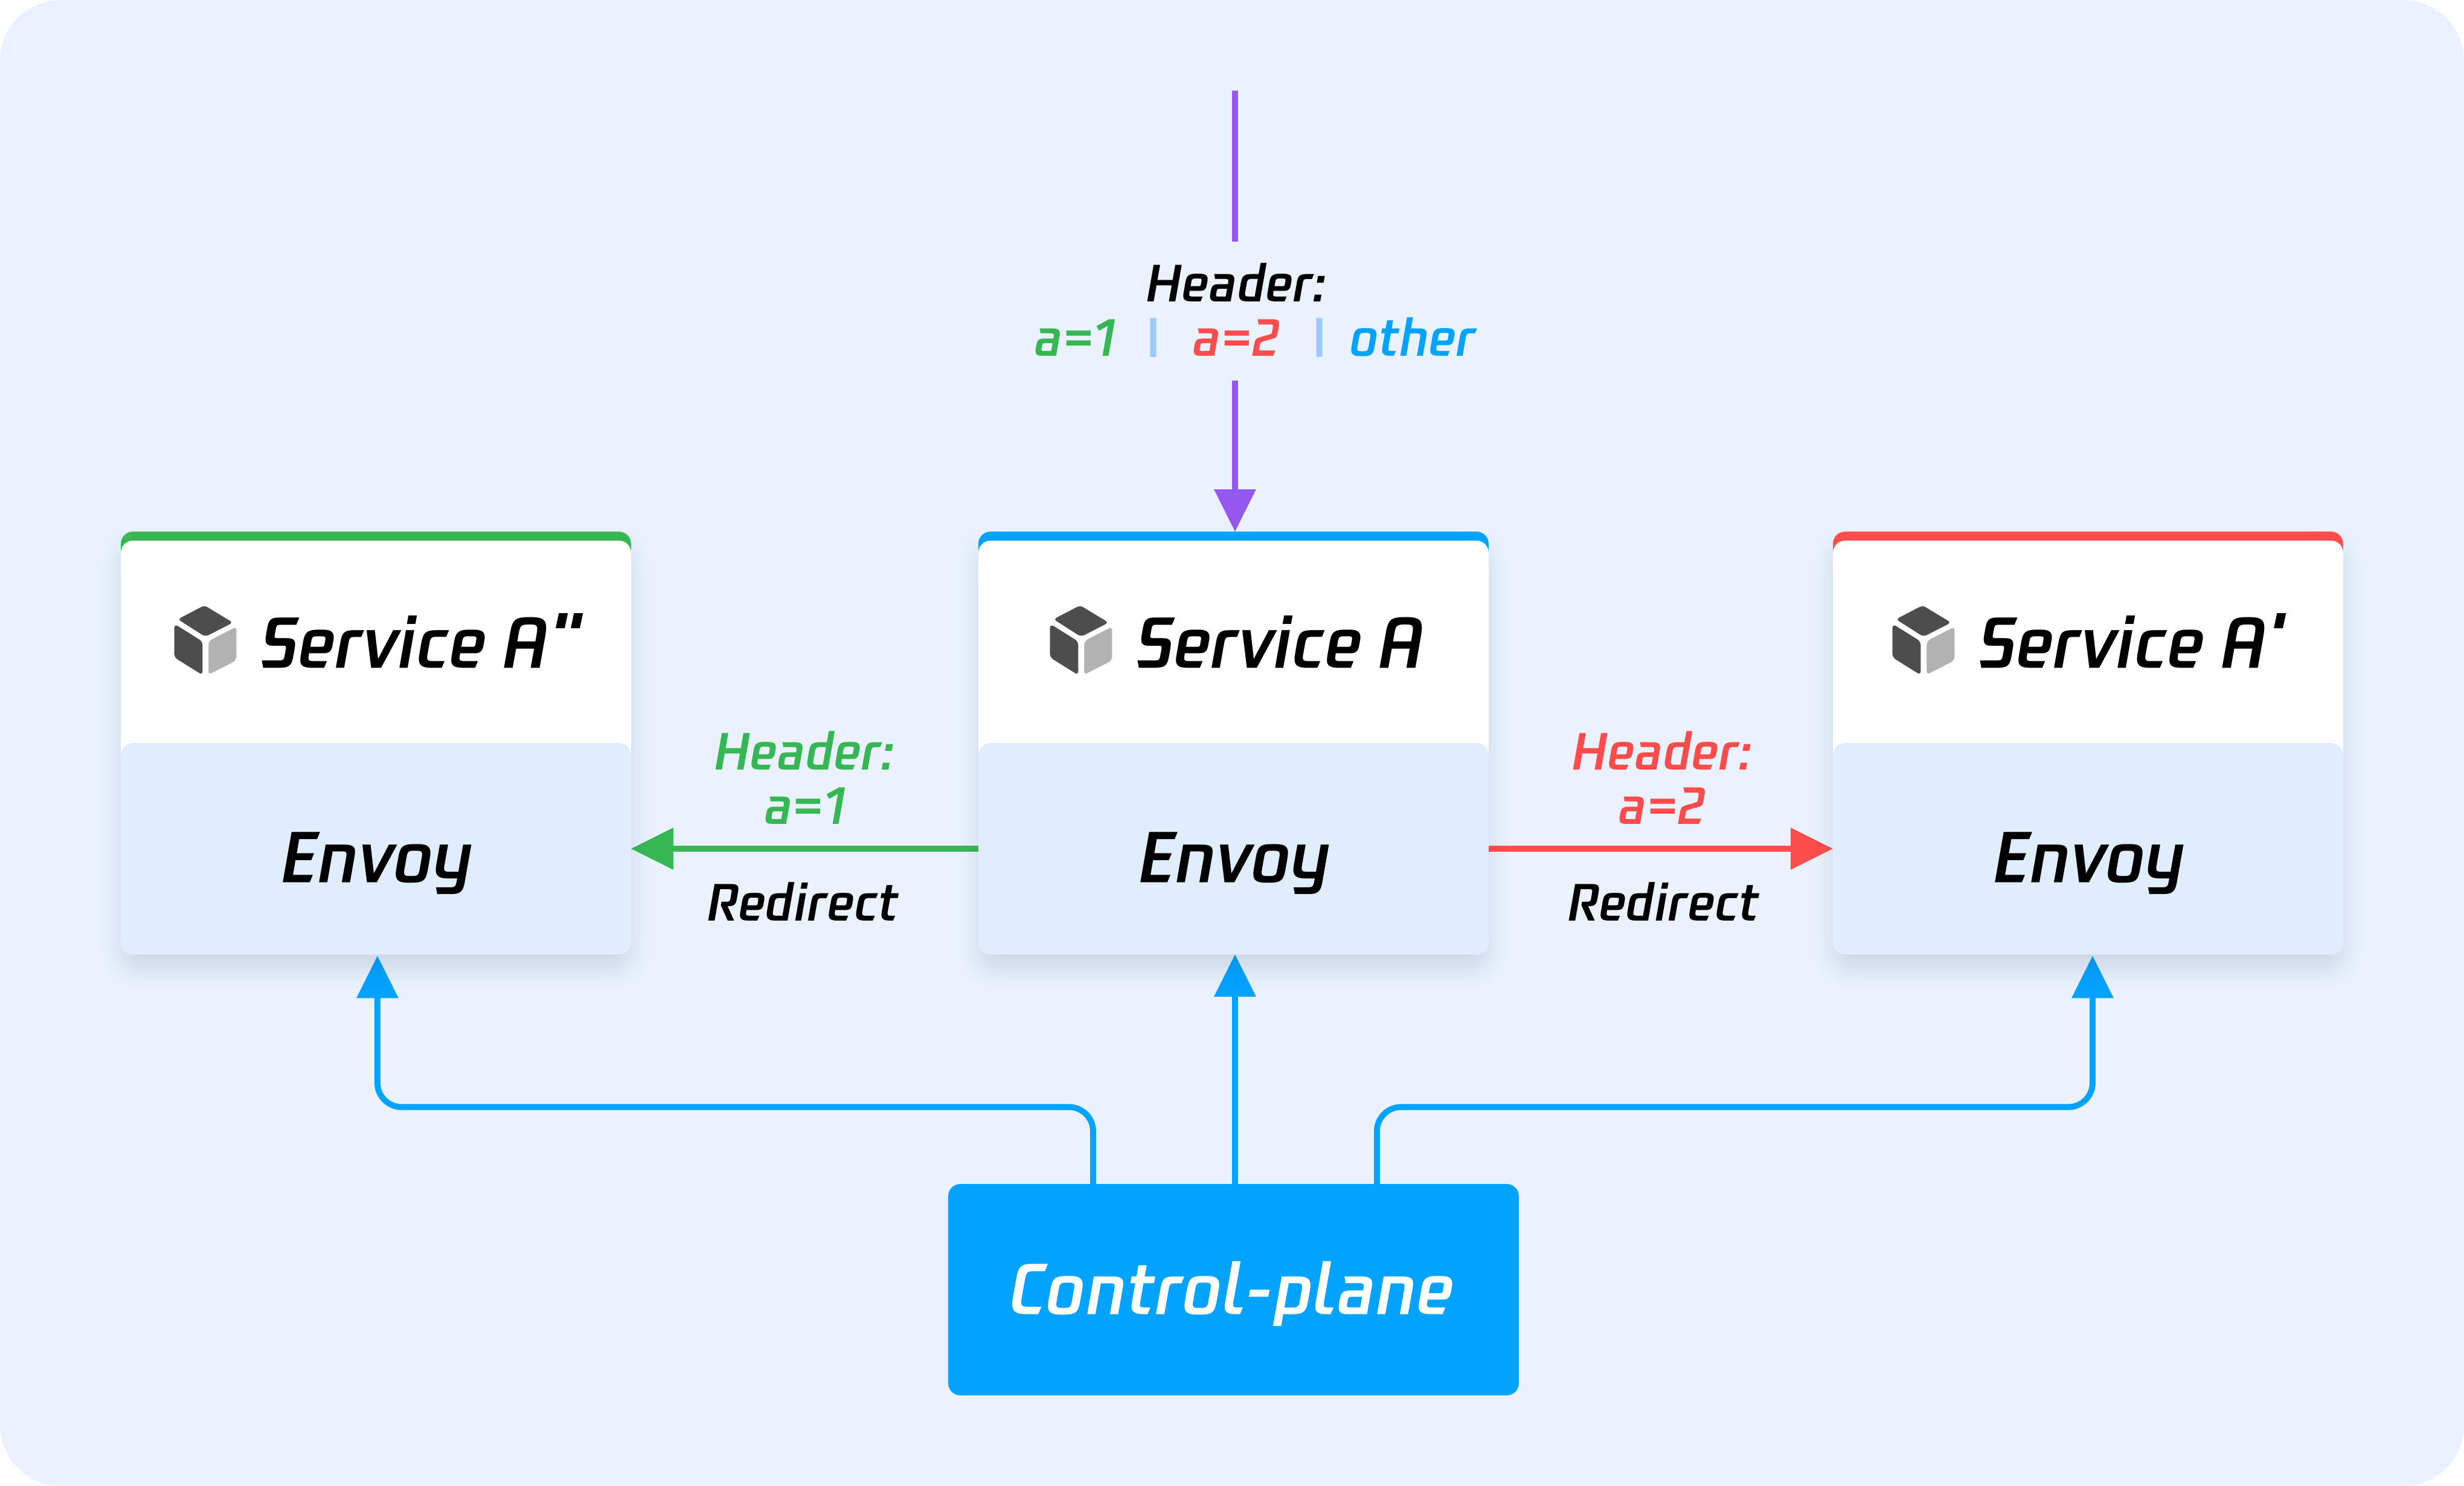 Header:
a=1 | a=2 | other
Service A"
Service A
Service A'
Header:
a=1
Header:
a=2
Envoy
Envoy
Envoy
Redirect
Redirect
Control-plane